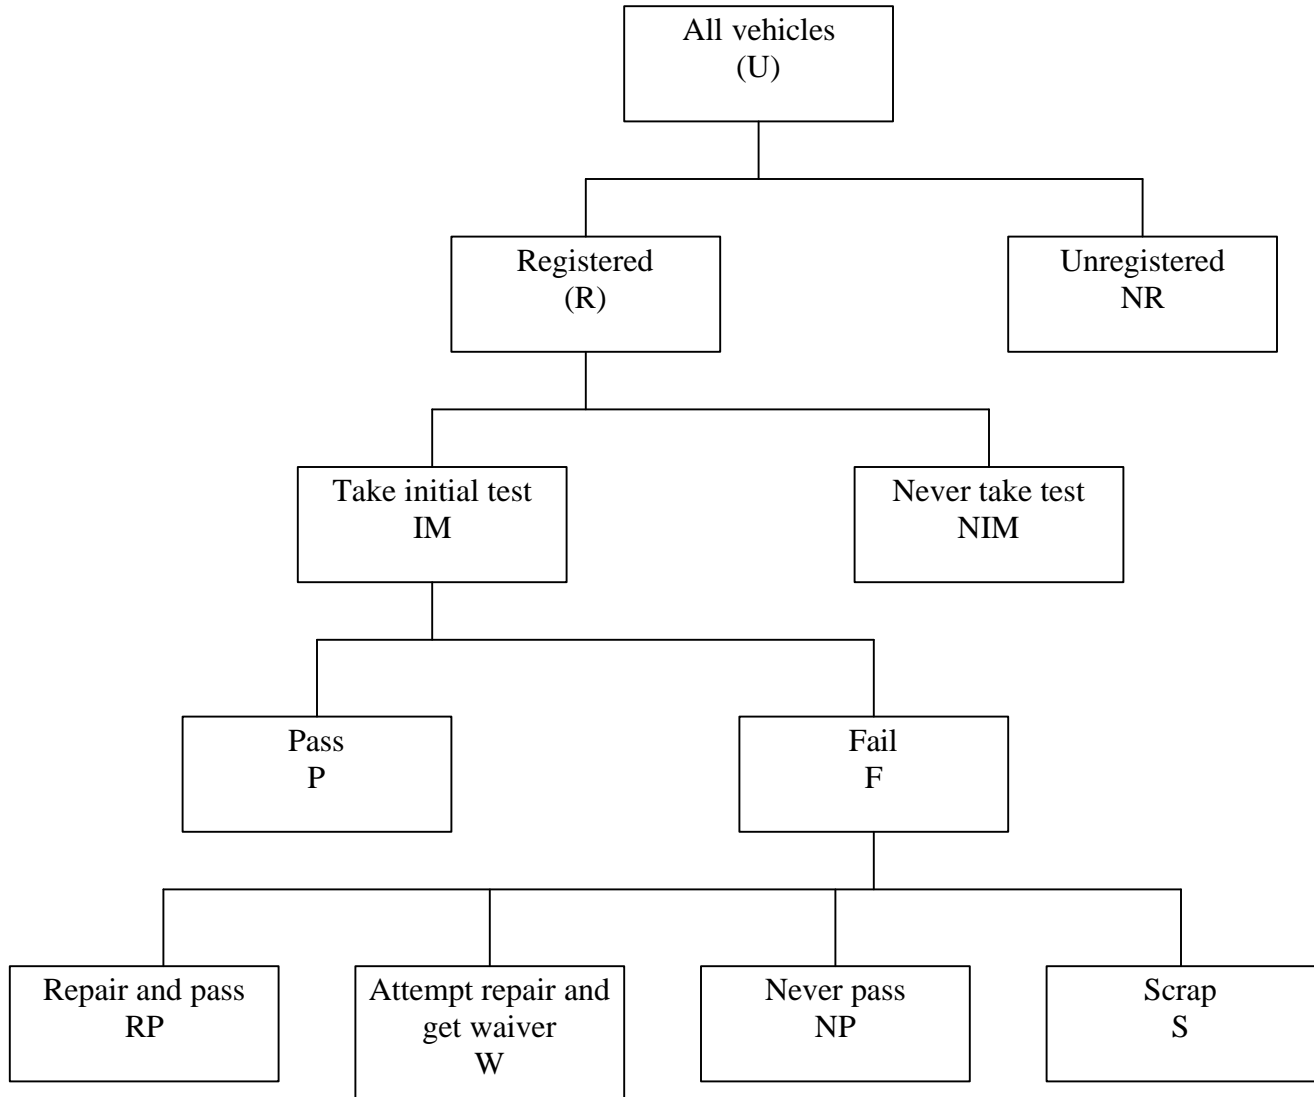 All vehicles
(U)
Registered
(R)
Unregistered
NR
Take initial test
IM
Never take test
NIM
Pass
P
Fail
F
Repair and pass
RP
Attempt repair and
get waiver
W
Never pass
NP
Scrap
S